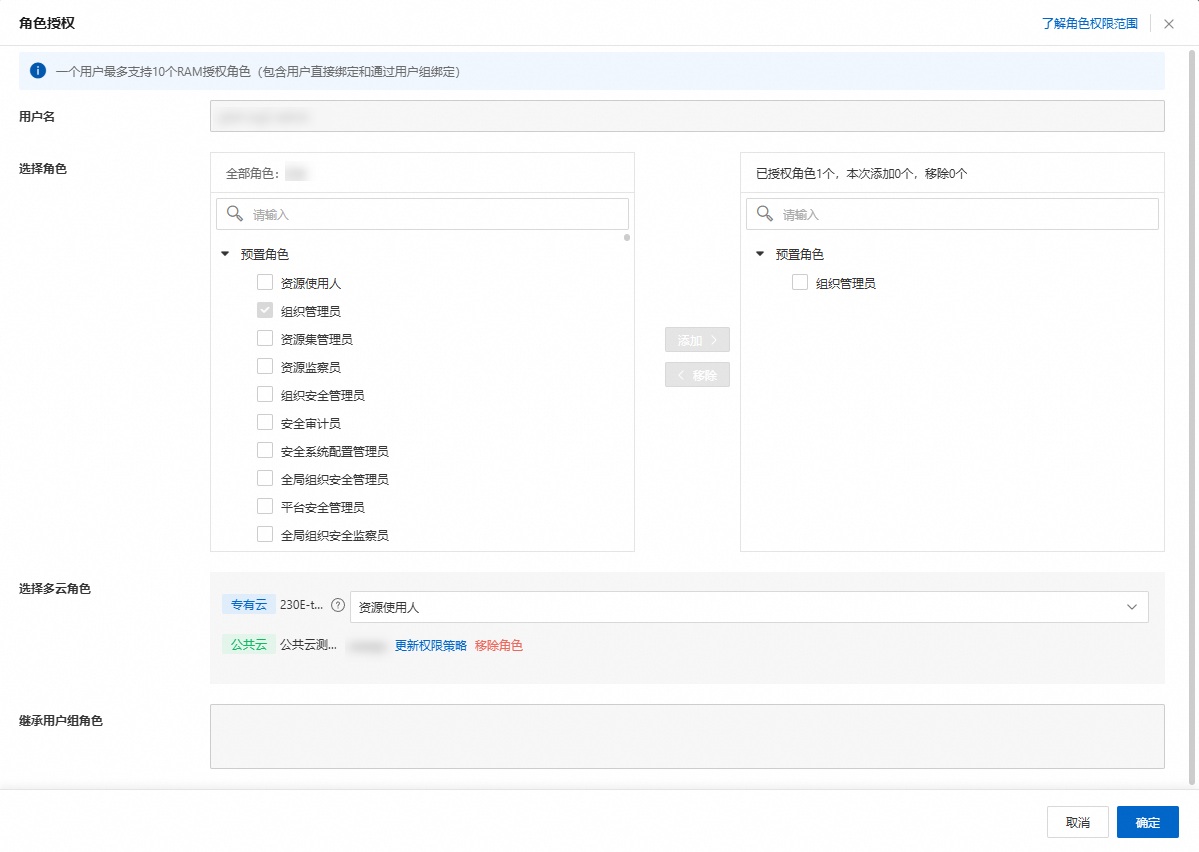 角色授权
了解角色权限范围
一个用户最多支持10个RAM授权角色（包含用户直接绑定和通过用户组绑定）
用户名
选择角色
全部角色：
已授权角色1个，本次添加0个，移除0个
请输入
请输入
预置角色
预置角色
资源使用人
组织管理员
组织管理员
资源集管理员
添加
资源监察员
移除
组织安全管理员
安全审计员
安全系统配置管理员
全局组织安全管理员
平台安全管理员
全局组织安全监察员
选择多云角色
专有云 230E-t... 资源使用人
公共云 公共云测... 更新权限策略 移除角色
继承用户组角色
取消 确定